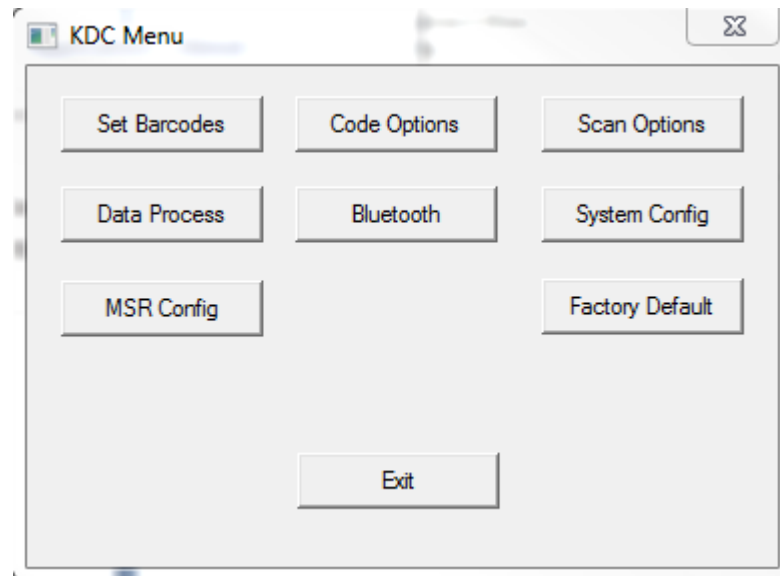 KDC Menu
Set Barcodes Code Options Scan Options
Data Process Bluetooth System Config
MSR Config Factory Default
Exit